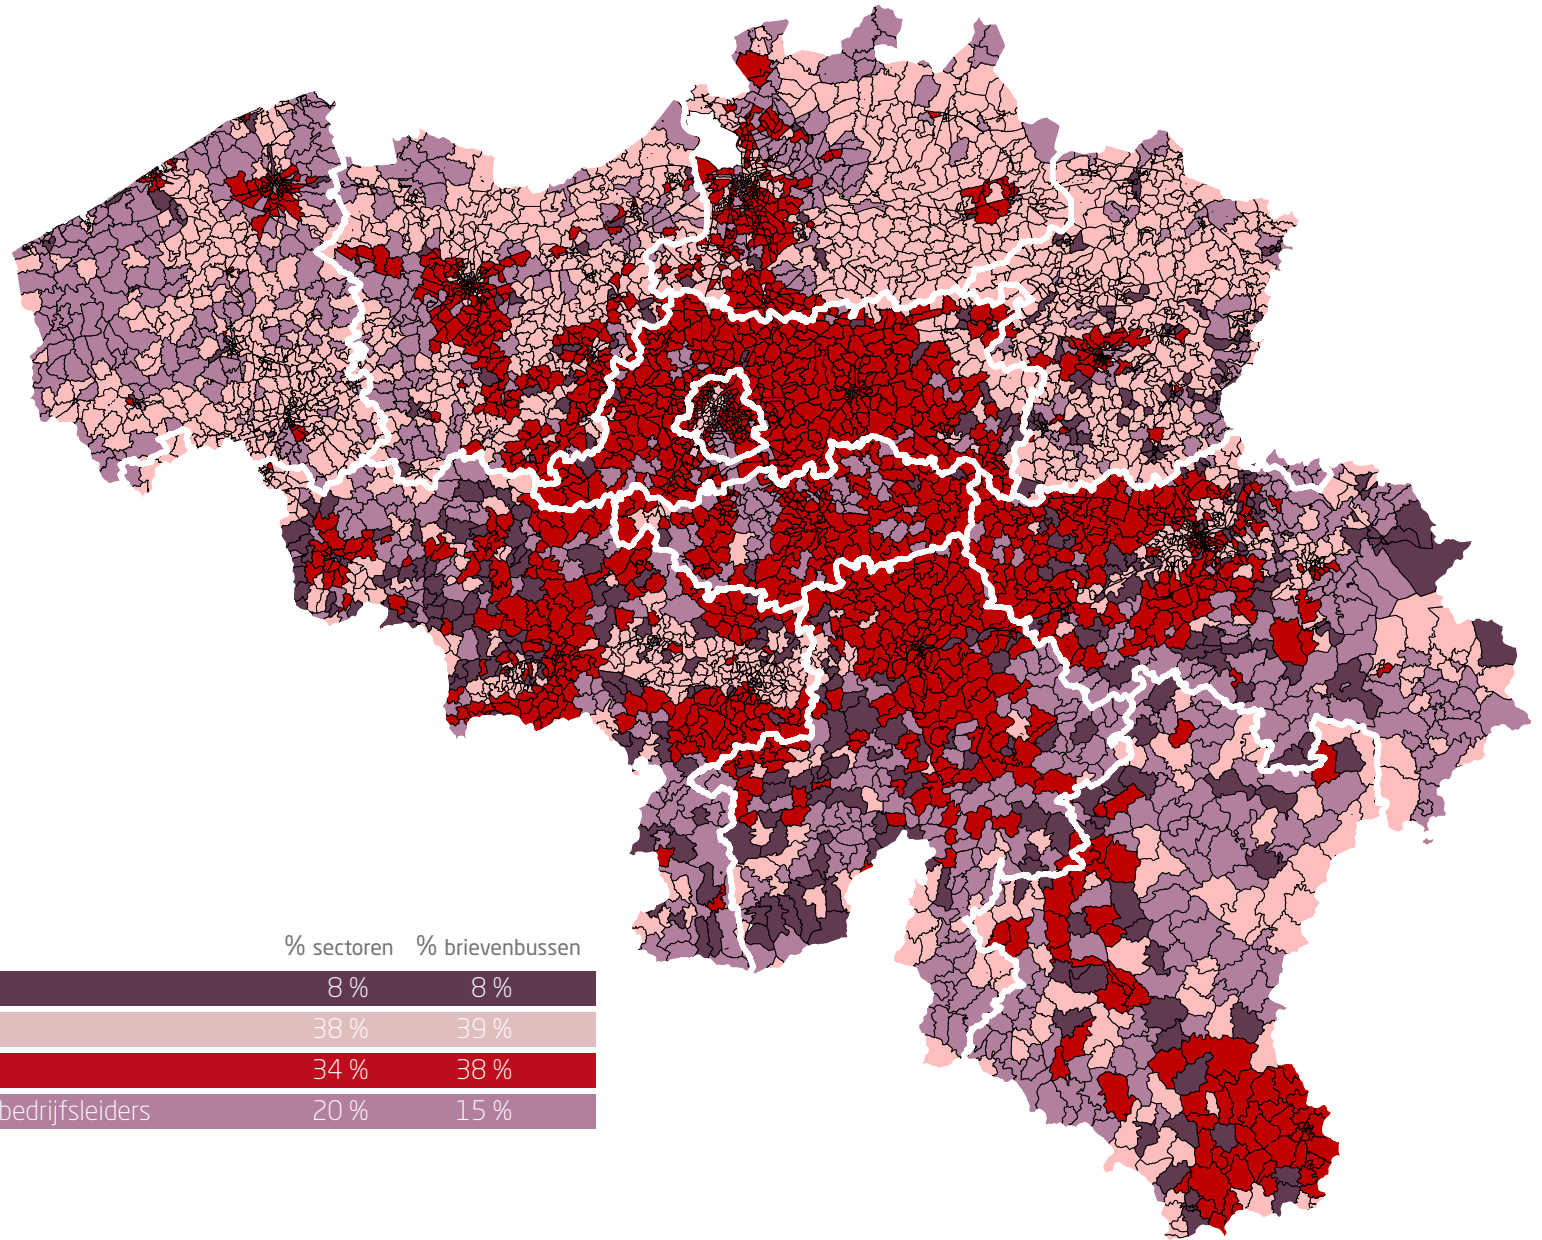 % sectoren % brievenbussen
8 % 8 %
38 % 39 %
34 % 38 %
bedrijfsleiders 20 % 15 %